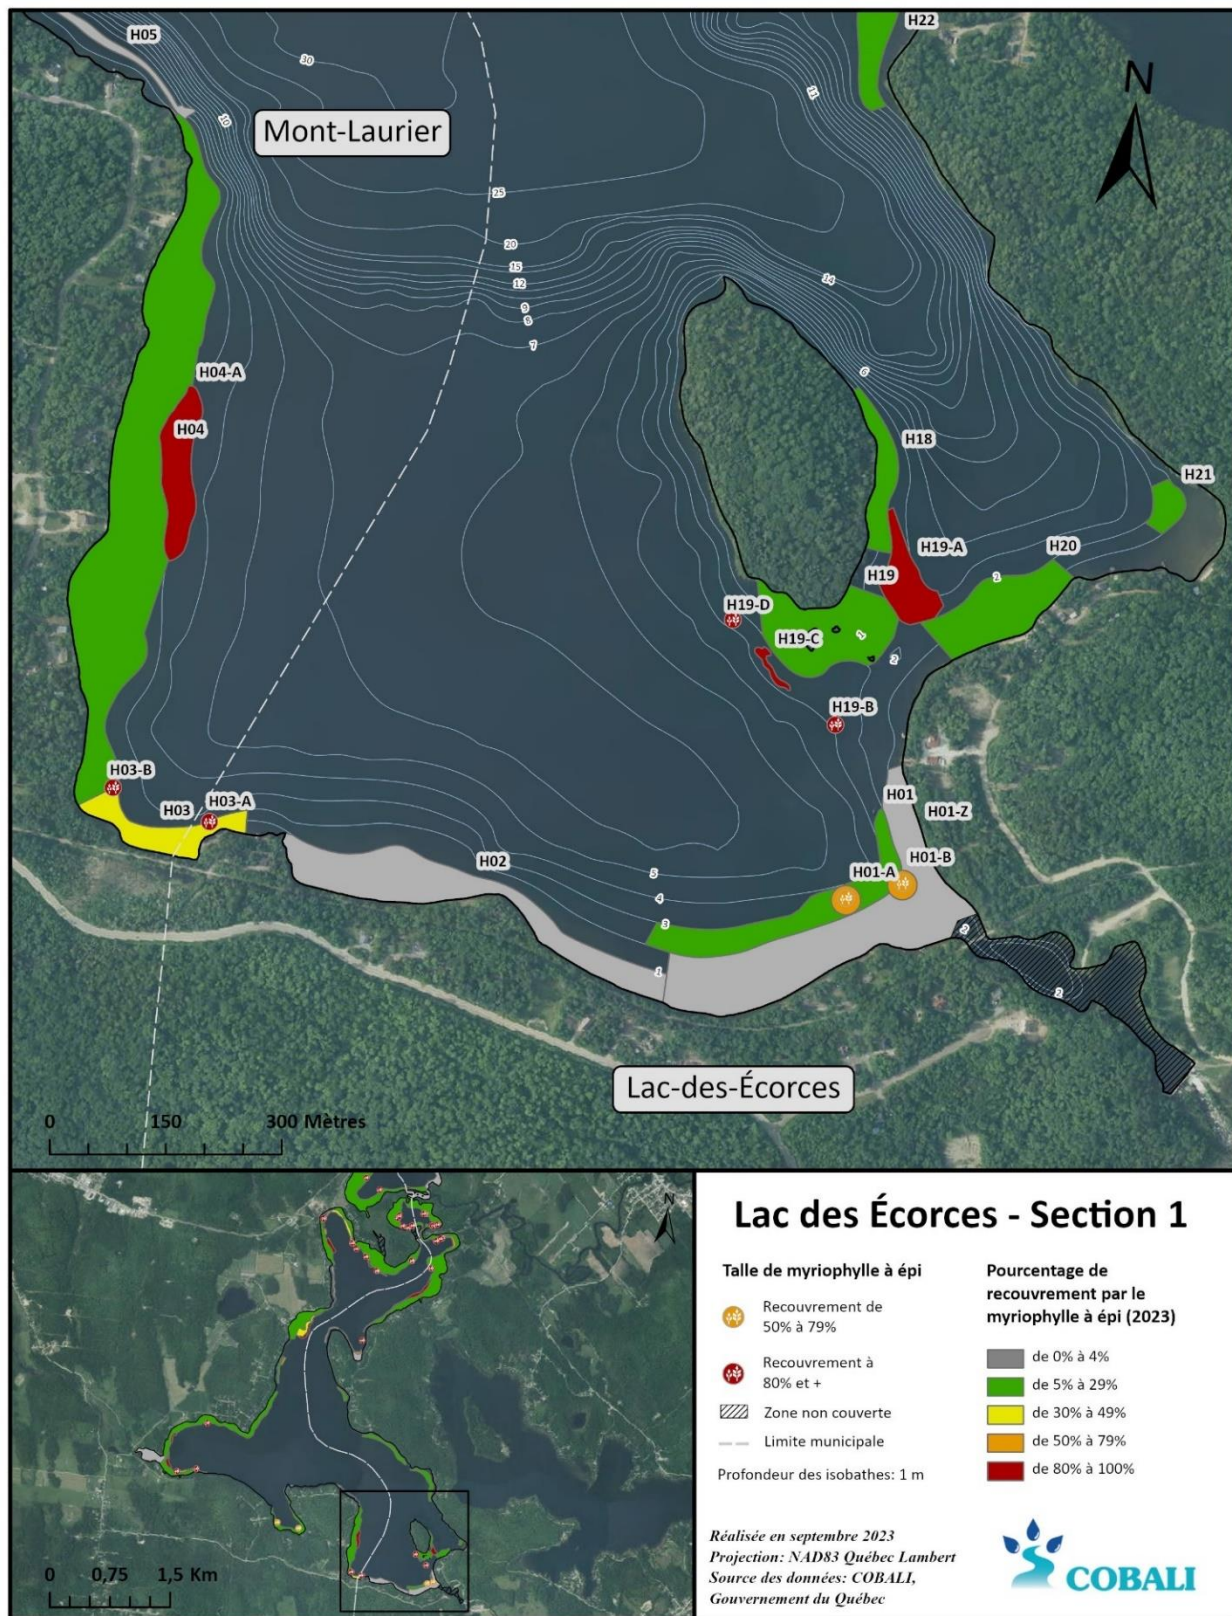 H05
H22
30
10
11
Mont-Laurier
N
25
20
15
12
9
8
7
14
6
H04-A
H04
H18
H21
H19-A
H20
H19
2
H19-D
H19-C
1
2
H19-B
H03-B
H03
H03-A
H01
H01-Z
H02
H01-B
H01-A
5
4
3
1
2
2
Lac-des-Écorces
0 150 300 Mètres
N
0 0,75 1,5 Km
Lac des Écorces - Section 1
Talle de myriophylle à épi
Recouvrement de
50% à 79%
Recouvrement à
80% et +
Zone non couverte
Limite municipale
Profondeur des isobathes: 1 m
Pourcentage de
recouvrement par le
myriophylle à épi (2023)
de 0% à 4%
de 5% à 29%
de 30% à 49%
de 50% à 79%
de 80% à 100%
Réalisée en septembre 2023
Projection: NAD83 Québec Lambert
Source des données: COBALI,
Gouvernement du Québec
COBALI